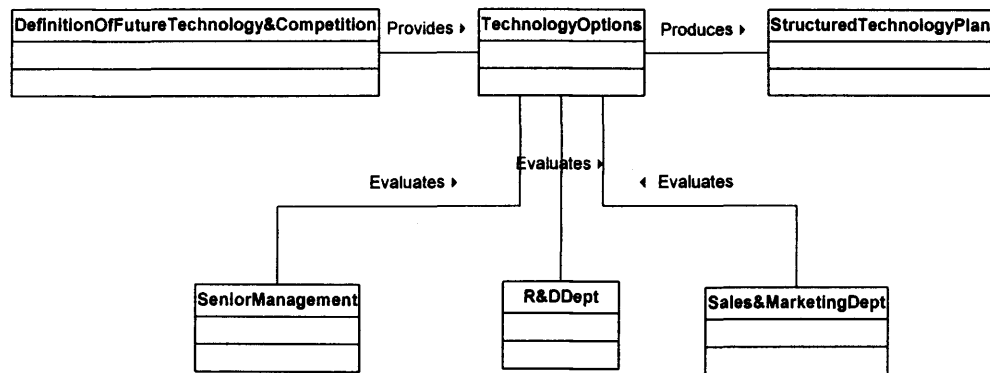 DefinitionOfFutureTechnology&Competition
Provides
TechnologyOptions
Produces
StructuredTechnologyPlan
Evaluates
Evaluates
Evaluates
SeniorManagement
R&DDept
Sales&MarketingDept